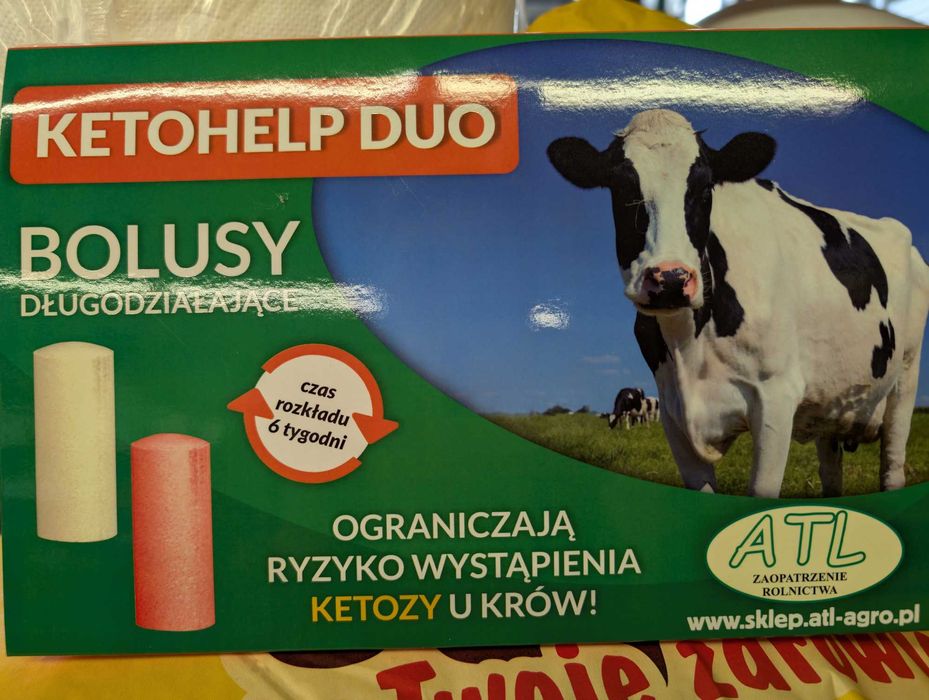 KETOHELP DUO
BOLUSY
DŁUGODZIAŁAJĄCE
czas
rozkładu
6 tygodni
OGRANICZAJĄ
RYZYKO WYSTĄPIENIA
KETOZY U KRÓW!
ATL
ZAOPATRZENIE
ROLNICTWA
www.sklep.atl-agro.pl
Twoje